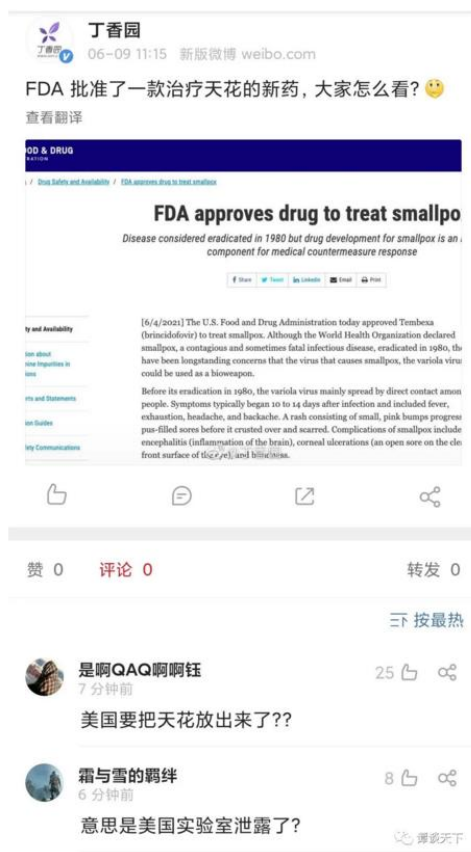 丁香园
丁香园
06-09 11:15 新版微博 weibo.com
FDA 批准了一款治疗天花的新药，大家怎么看？
查看翻译
OD & DRUG
RATION
/ Drug Safety and Availability / FDA approves drug to treat smallpox
FDA approves drug to treat smallpo
Disease considered eradicated in 1980 but drug development for smallpox is an
component for medical countermeasure response
Share Tweet Linkedin Email Print
[6/4/2021] The U.S. Food and Drug Administration today approved Tembexa
(brincidofovir) to treat smallpox. Although the World Health Organization declared
smallpox, a contagious and sometimes fatal infectious disease, eradicated in 1980, the
have been longstanding concerns that the virus that causes smallpox, the variola viru
could be used as a bioweapon.
Before its eradication in 1980, the variola virus mainly spread by direct contact amon
people. Symptoms typically began 10 to 14 days after infection and included fever,
exhaustion, headache, and backache. A rash consisting of small, pink bumps progress
pus-filled sores before it crusted over and scarred. Complications of smallpox include
encephalitis (inflammation of the brain), corneal ulcerations (an open sore on the cle
front surface of the eye), and blindness.
ty and Availability
ion about
ine Impurities in
ions
rts and Statements
on Guides
ety Communications
赞 0 评论 0 转发 0
按最热
是啊QAQ啊啊钰
25
7 分钟前
美国要把天花放出来了??
霜与雪的羁绊
8
6 分钟前
意思是美国实验室泄露了?
谭谈天下